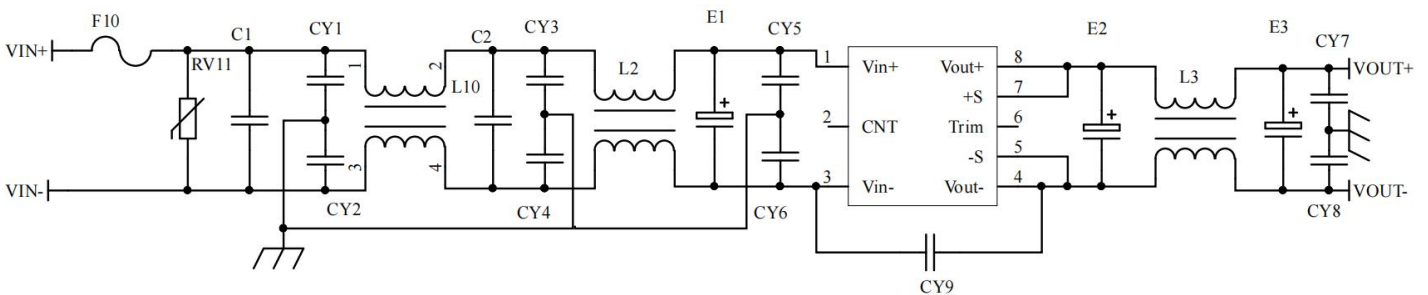 F10
VIN+
RV11
C1
CY1
1
2
L10
C2
CY3
L2
E1
+
CY5
1
Vin+
Vout+
8
E2
E3
CY7
VOUT+
+S
7
2
CNT
Trim
6
+
L3
+
-S
5
3
4
3
Vin-
Vout-
4
VIN-
CY2
CY4
CY6
CY8
VOUT-
CY9